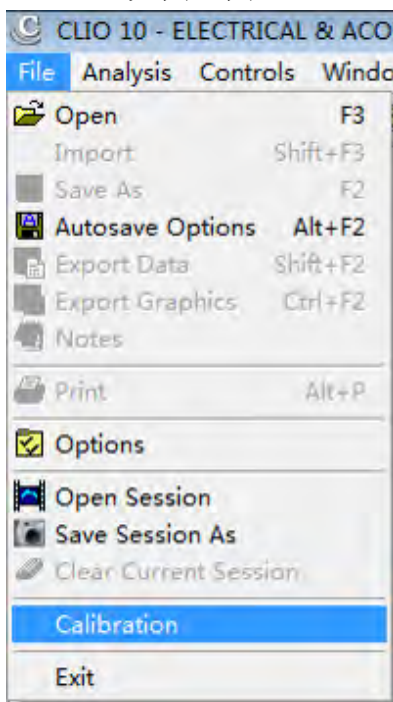 CLIO 10 - ELECTRICAL & ACO
File Analysis Controls Windo
Open F3
Import Shift+F3
Save As F2
Autosave Options Alt+F2
Export Data Shift+F2
Export Graphics Ctrl+F2
Notes
Print Alt+P
Options
Open Session
Save Session As
Clear Current Session
Calibration
Exit